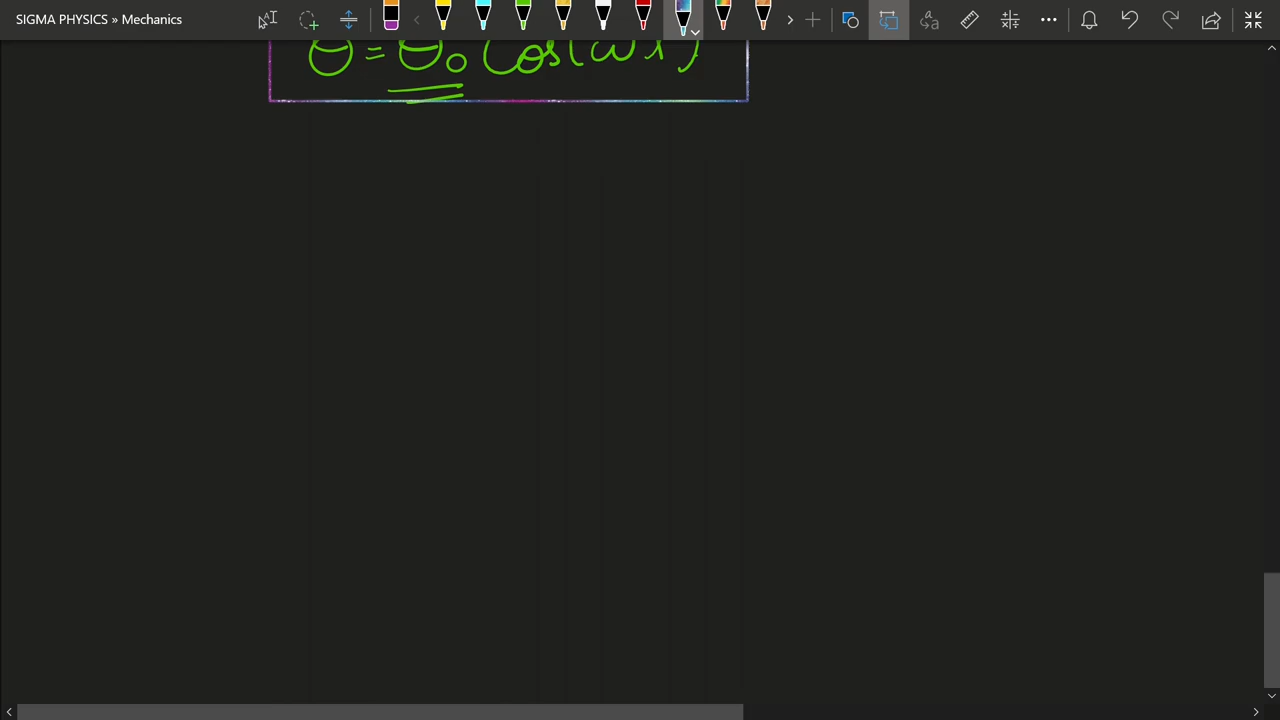 SIGMA PHYSICS » Mechanics
θ = θ₀ Cos(ωt)